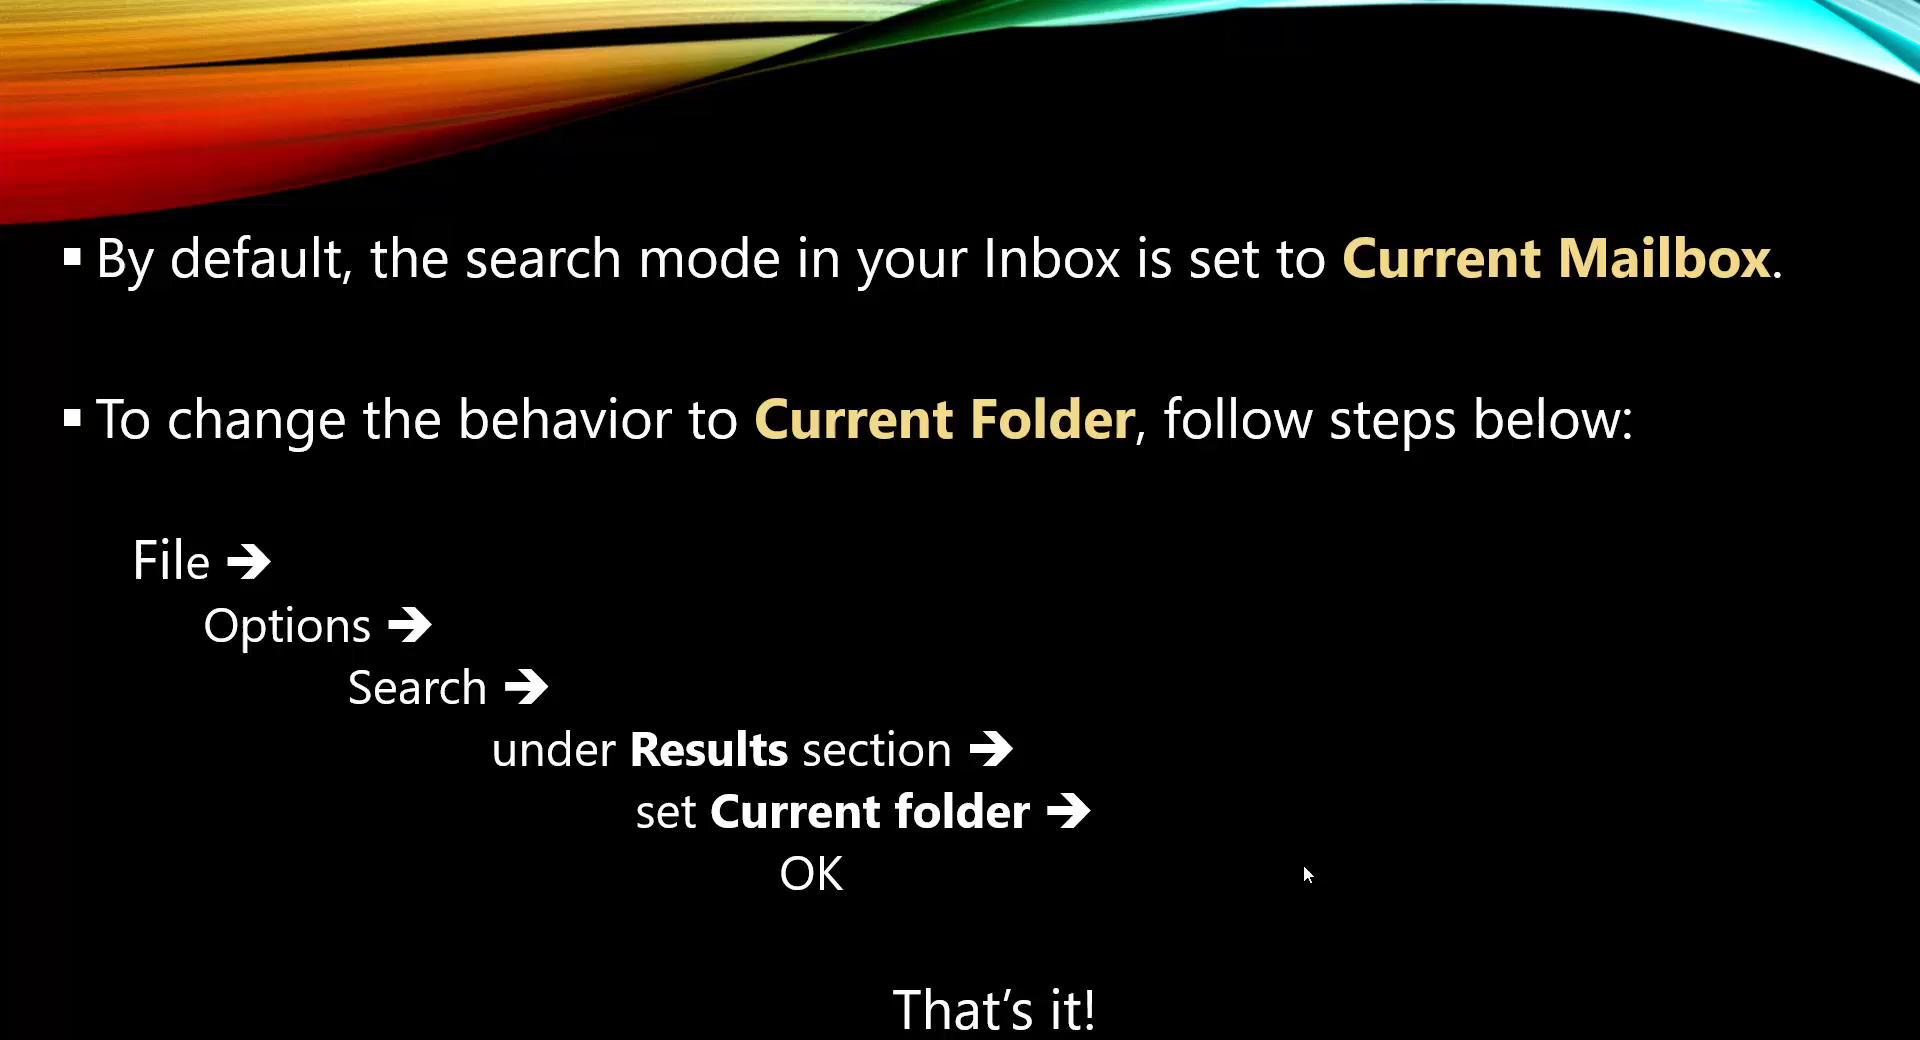 ▪ By default, the search mode in your Inbox is set to Current Mailbox.
▪ To change the behavior to Current Folder, follow steps below:
File ➔
Options ➔
Search ➔
under Results section ➔
set Current folder ➔
OK
That’s it!